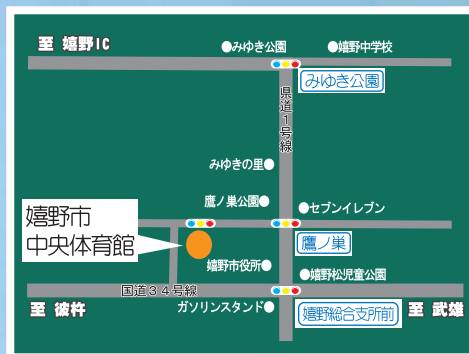 至 嬉野IC
みゆき公園
嬉野中学校
みゆき公園
県道1号線
みゆきの里
鷹ノ巣公園
セブンイレブン
嬉野市
中央体育館
鷹ノ巣
嬉野市役所
嬉野松児童公園
国道34号線
至 彼杵
ガソリンスタンド
嬉野総合支所前
至 武雄